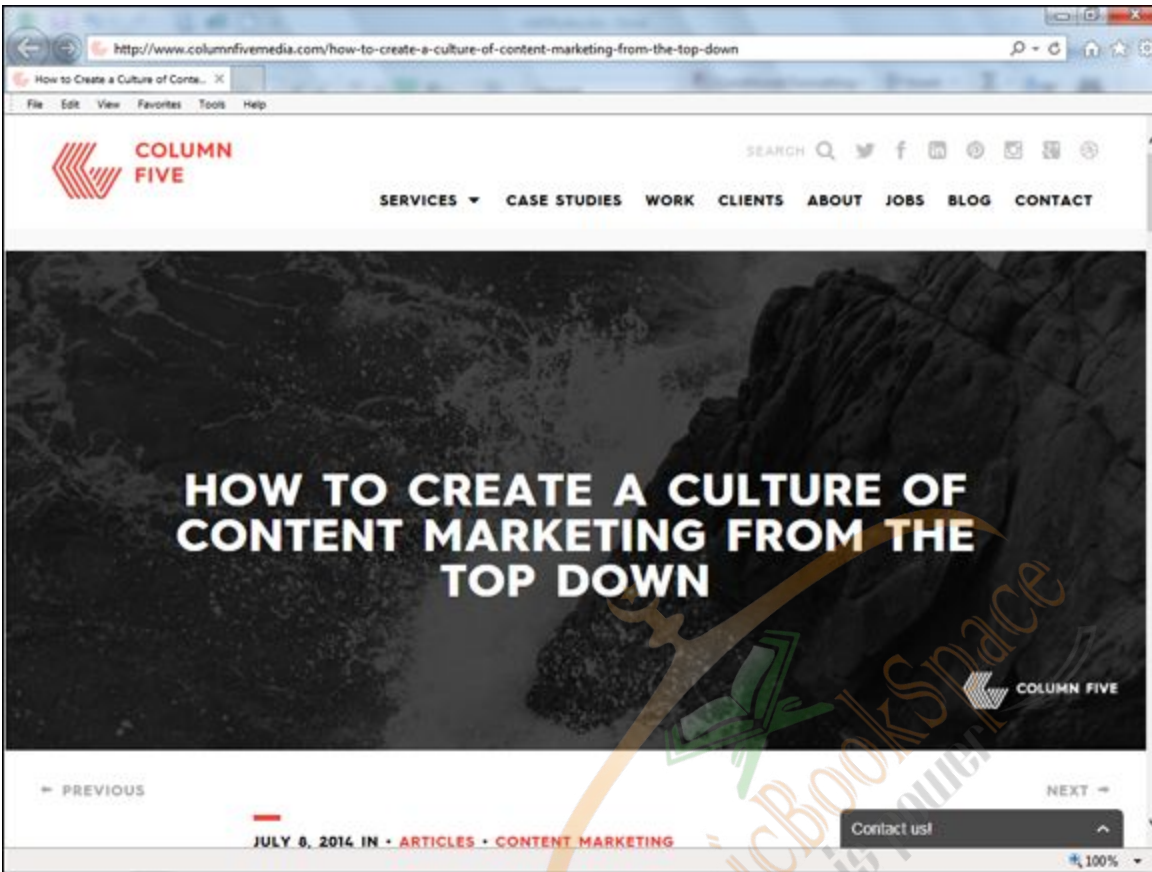 http://www.columnfivemedia.com/how-to-create-a-culture-of-content-marketing-from-the-top-down
How to Create a Culture of Conte...
File Edit View Favorites Tools Help
COLUMN
FIVE
SEARCH
SERVICES CASE STUDIES WORK CLIENTS ABOUT JOBS BLOG CONTACT
HOW TO CREATE A CULTURE OF
CONTENT MARKETING FROM THE
TOP DOWN
COLUMN FIVE
PREVIOUS
NEXT
JULY 8, 2014 IN • ARTICLES • CONTENT MARKETING
Contact us!
100%
is power